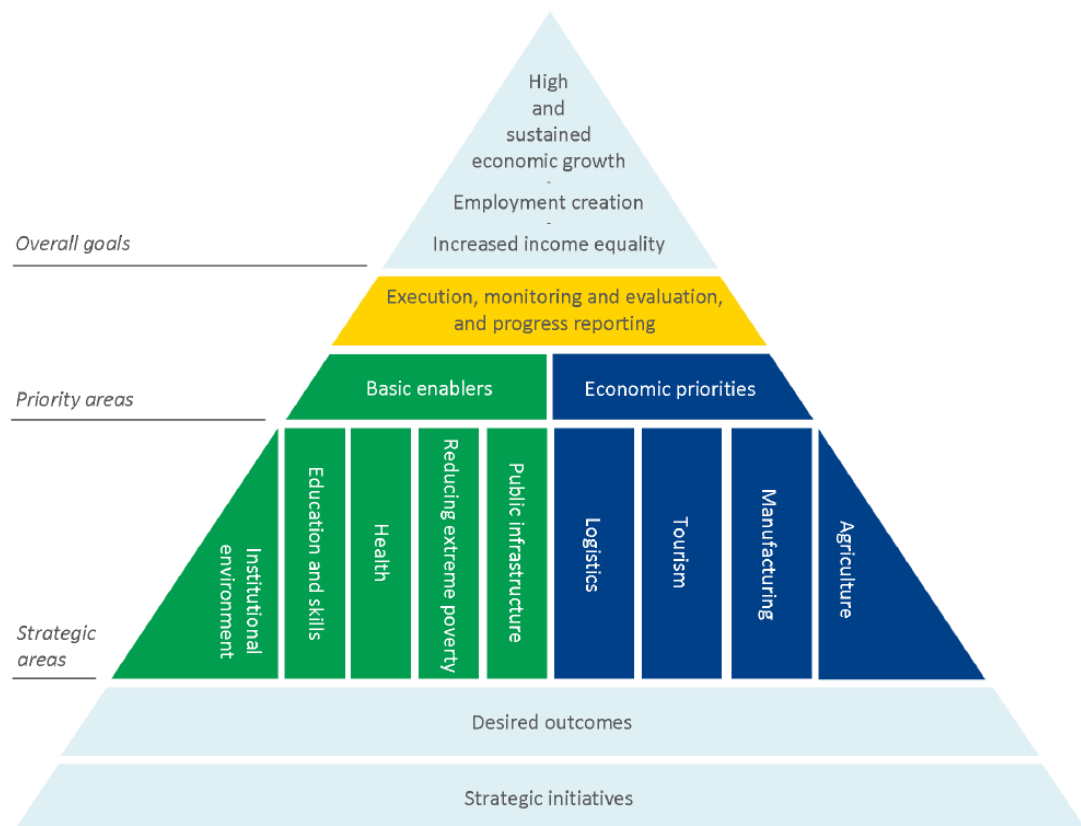 High
and
sustained
economic growth
-
Employment creation
-
Increased income equality
Overall goals
Execution, monitoring and evaluation,
and progress reporting
Priority areas
Basic enablers
Economic priorities
Strategic
areas
Institutional
environment
Education and skills
Health
Reducing extreme poverty
Public infrastructure
Logistics
Tourism
Manufacturing
Agriculture
Desired outcomes
Strategic initiatives